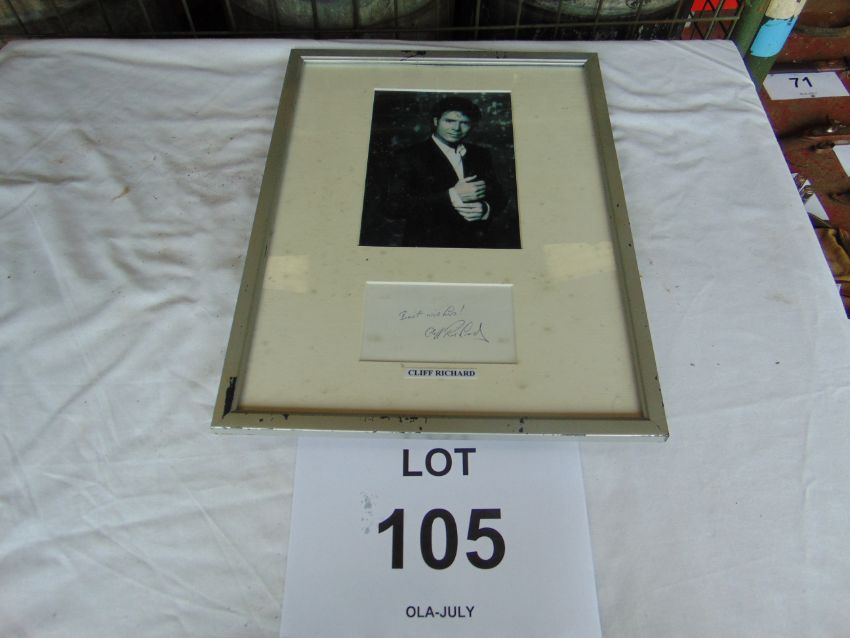 71
Best wishes!
Cliff Richard
CLIFF RICHARD
LOT
105
OLA-JULY